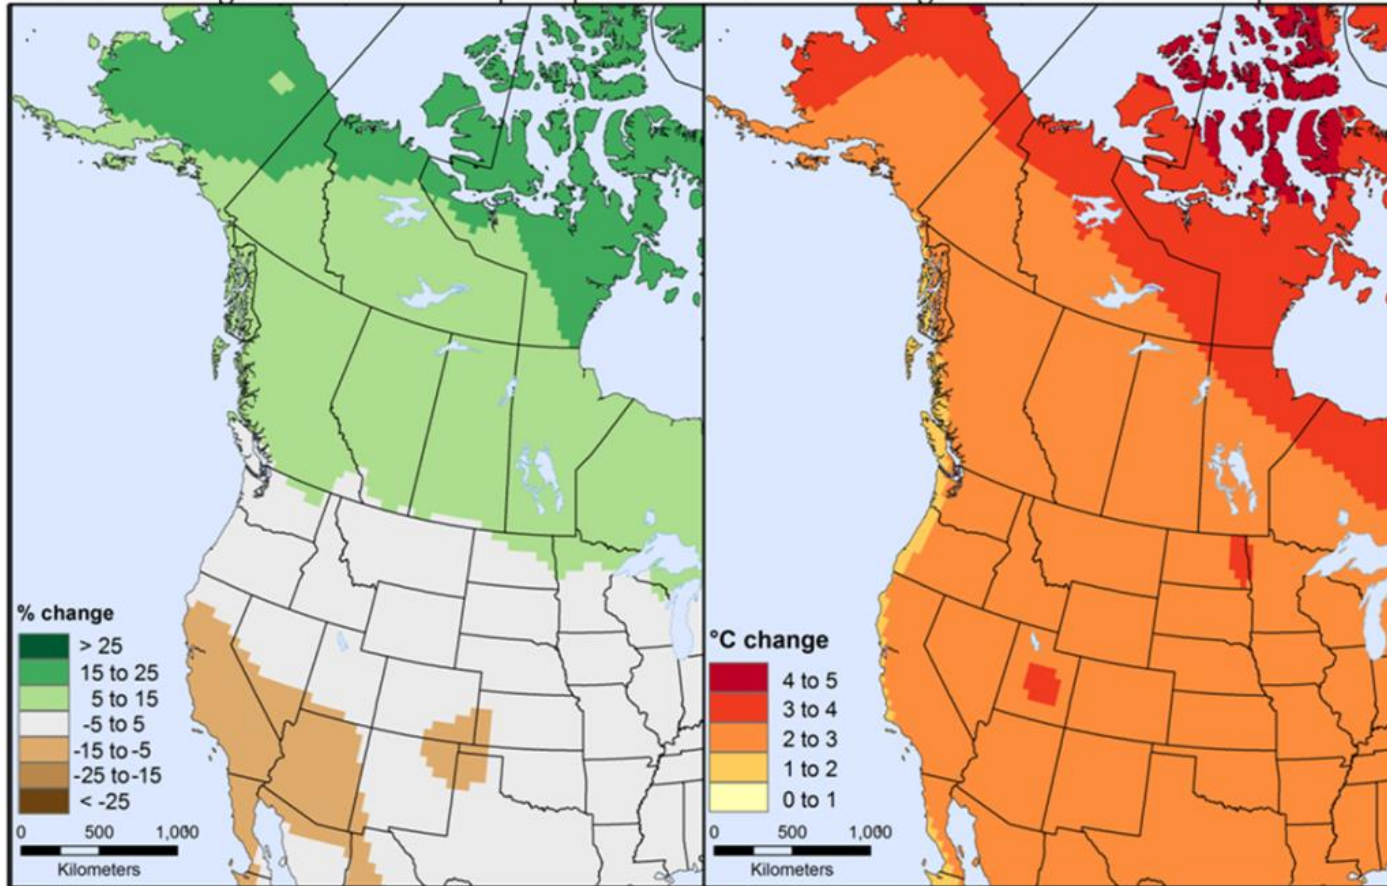 % change
> 25
15 to 25
5 to 15
-5 to 5
-15 to -5
-25 to -15
< -25
0 500 1,000
Kilometers
°C change
4 to 5
3 to 4
2 to 3
1 to 2
0 to 1
0 500 1,000
Kilometers